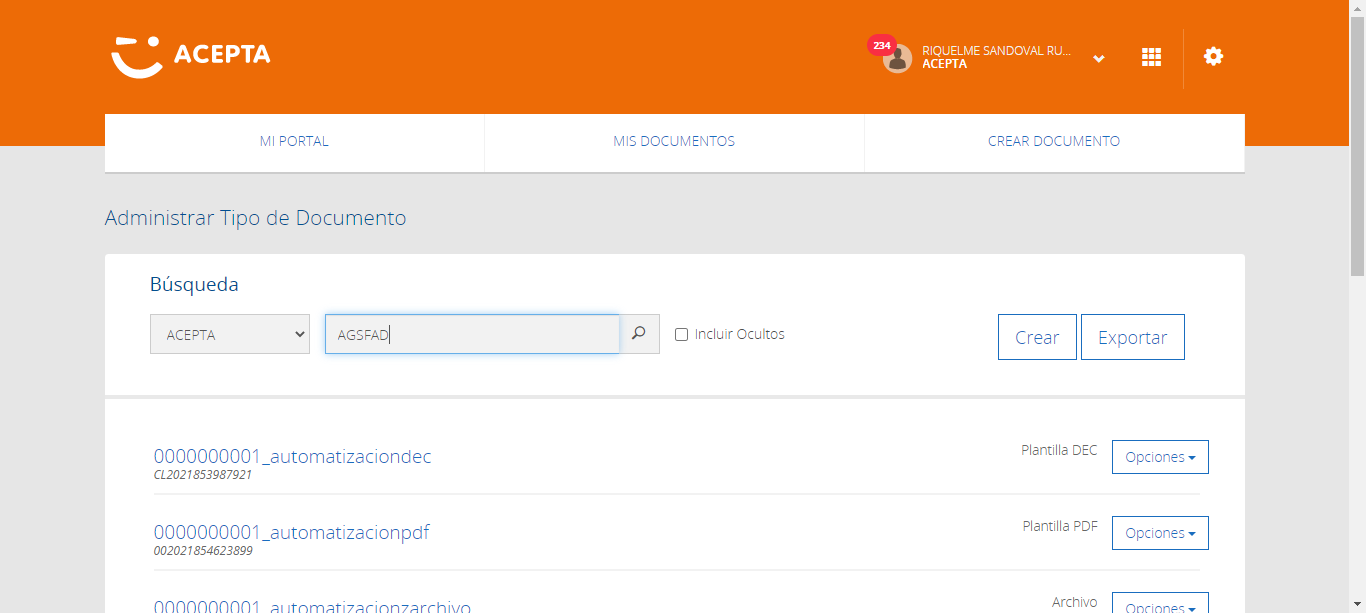 ACEPTA
234
RIQUELME SANDOVAL RU...
ACEPTA
MI PORTAL
MIS DOCUMENTOS
CREAR DOCUMENTO
Administrar Tipo de Documento
Búsqueda
ACEPTA
AGSFAD
Incluir Ocultos
Crear
Exportar
0000000001_automatizaciondec
Plantilla DEC
Opciones
CL2021853987921
0000000001_automatizacionpdf
Plantilla PDF
Opciones
002021854623899
0000000001_automatizacionzarchivo
Archivo
Opciones